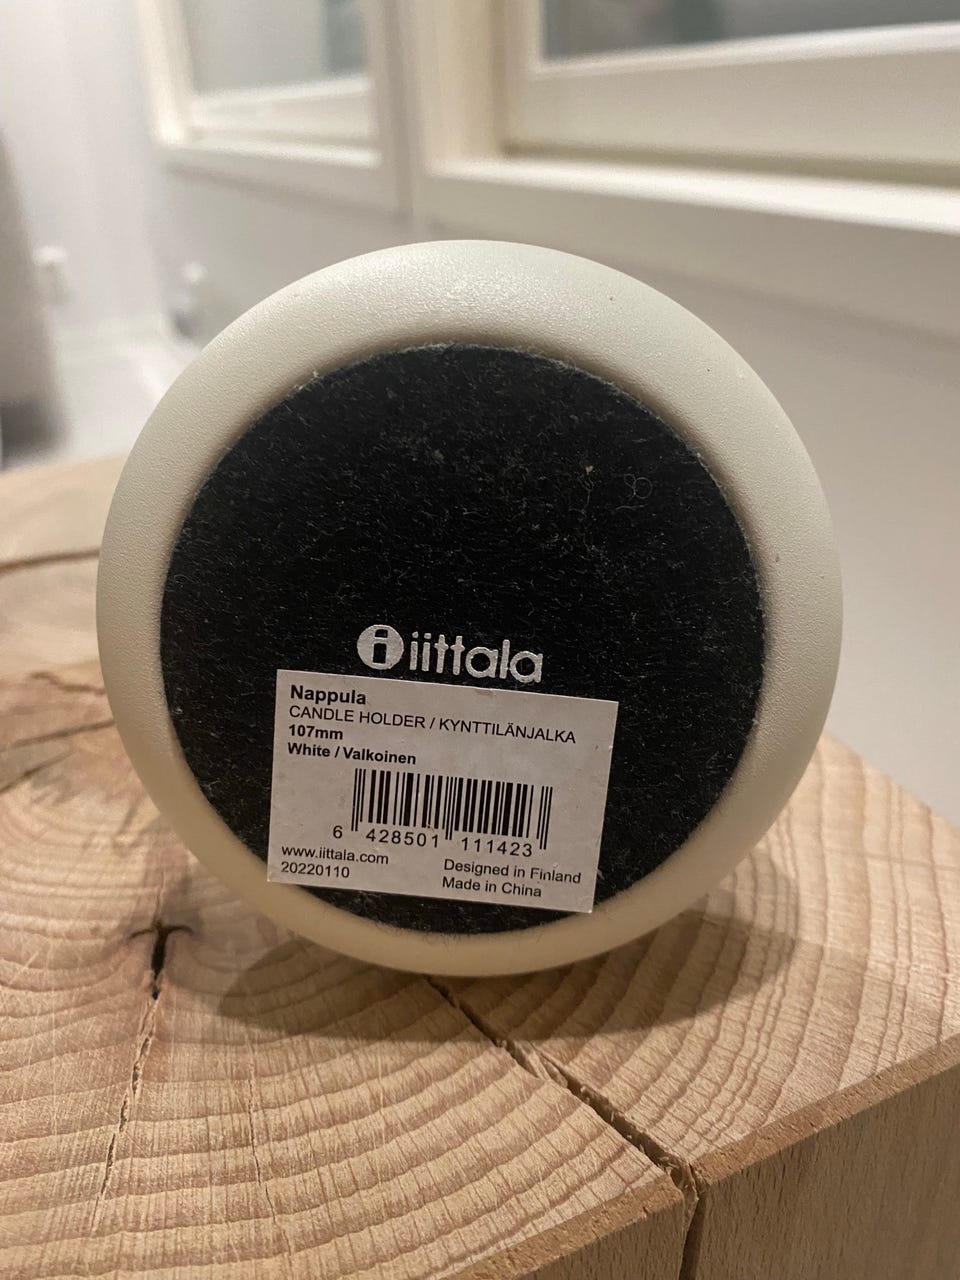 iittala
Nappula
CANDLE HOLDER / KYNTTILÄNJALKA
107mm
White / Valkoinen
6 428501 111423
www.iittala.com
20220110
Designed in Finland
Made in China